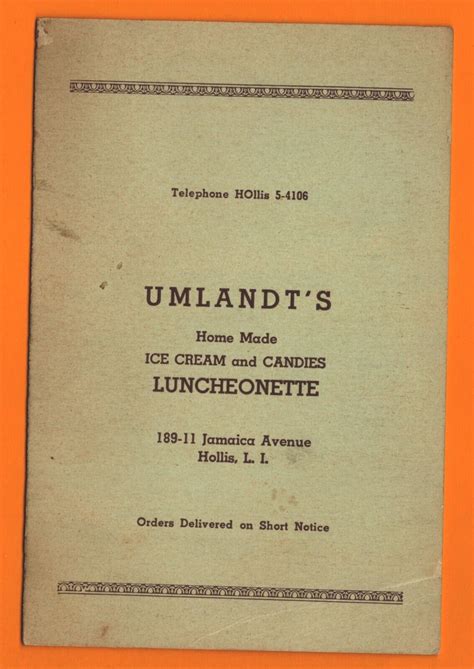 Telephone HOllis 5-4106
UMLANDT'S
Home Made
ICE CREAM and CANDIES
LUNCHEONETTE
189-11 Jamaica Avenue
Hollis, L. I.
Orders Delivered on Short Notice